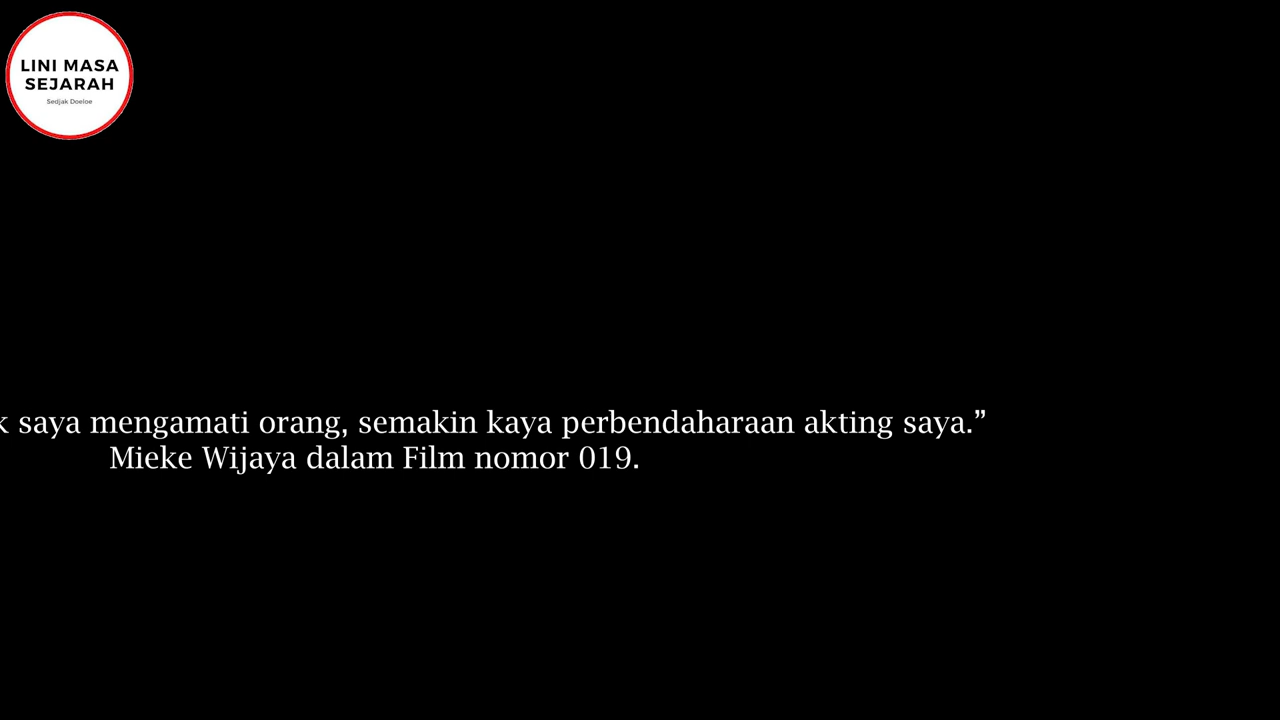 LINI MASA
SEJARAH
Sedjak Doeloe
saya mengamati orang, semakin kaya perbendaharaan akting saya.”
Mieke Wijaya dalam Film nomor 019.